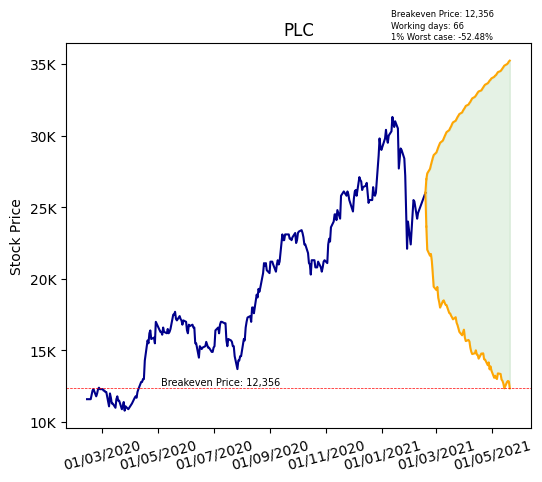 Breakeven Price: 12,356
Working days: 66
1% Worst case: -52.48%
PLC
35K
30K
25K
20K
15K
10K
Stock Price
Breakeven Price: 12,356
01/03/2020
01/05/2020
01/07/2020
01/09/2020
01/11/2020
01/01/2021
01/03/2021
01/05/2021